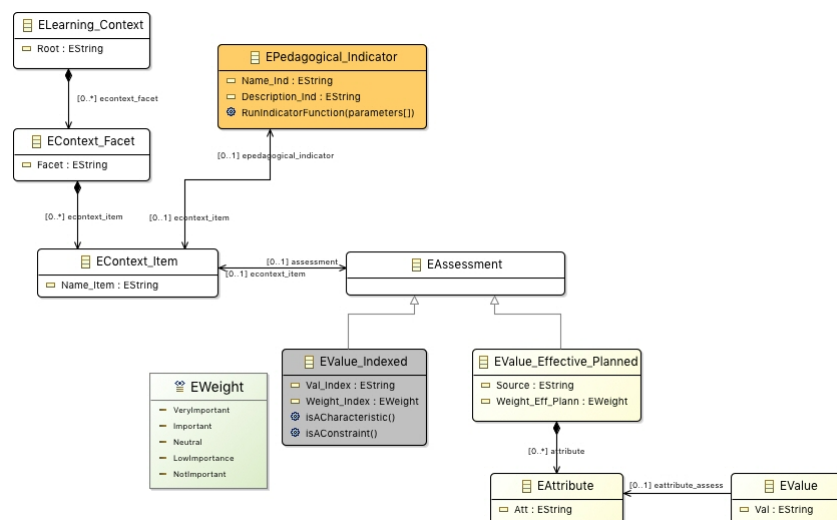 ELearning_Context
Root : EString
[0..*] econtext_facet
EContext_Facet
Facet : EString
[0..*] econtext_item
EPedagogical_Indicator
Name_Ind : EString
Description_Ind : EString
RunIndicatorFunction(parameters[])
[0..1] epedagogical_indicator
[0..1] econtext_item
EContext_Item
Name_Item : EString
[0..1] assessment
[0..1] econtext_item
EAssessment
EValue_Indexed
Val_Index : EString
Weight_Index : EWeight
isACharacteristic()
isAConstraint()
EValue_Effective_Planned
Source : EString
Weight_Eff_Plann : EWeight
EWeight
VeryImportant
Important
Neutral
LowImportance
NotImportant
[0..*] attribute
EAttribute
Att : EString
[0..1] eattribute_assess
EValue
Val : EString